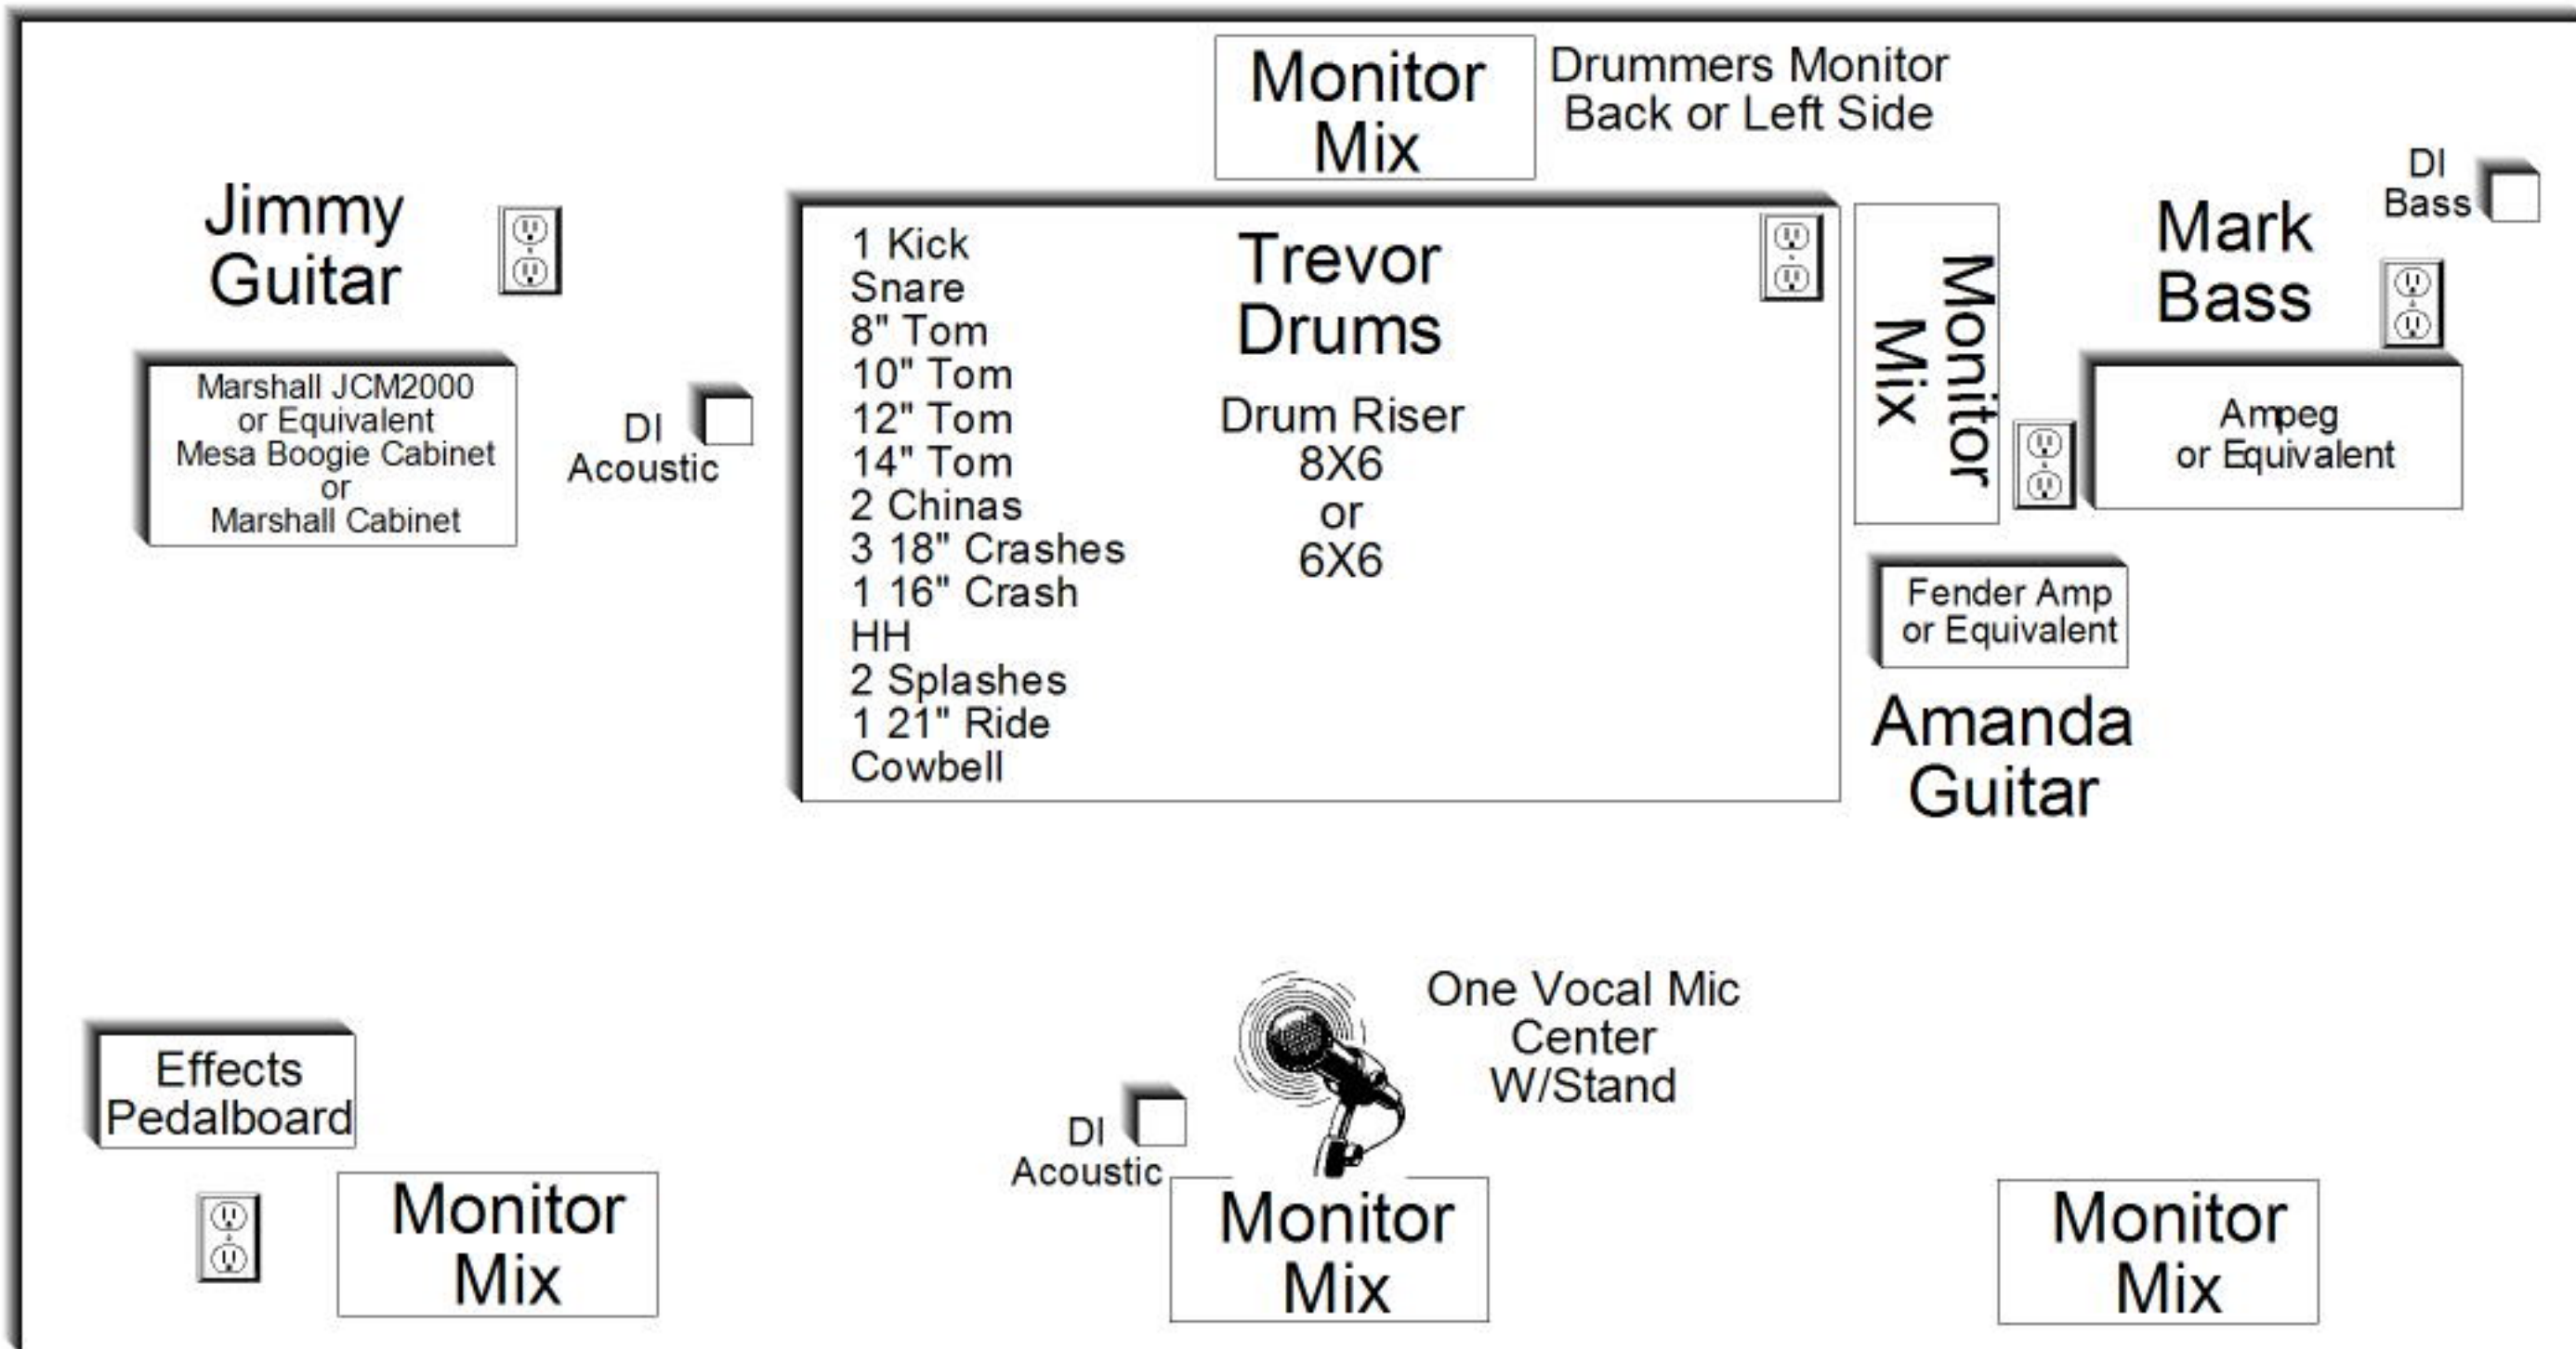 Monitor
Mix
Drummers Monitor
Back or Left Side
Jimmy
Guitar
Marshall JCM2000
or Equivalent
Mesa Boogie Cabinet
or
Marshall Cabinet
DI
Acoustic
1 Kick
Snare
8" Tom
10" Tom
12" Tom
14" Tom
2 Chinas
3 18" Crashes
1 16" Crash
HH
2 Splashes
1 21" Ride
Cowbell
Trevor
Drums
Drum Riser
8X6
or
6X6
Monitor
Mix
Mark
Bass
DI
Bass
Ampeg
or Equivalent
Fender Amp
or Equivalent
Amanda
Guitar
Effects
Pedalboard
Monitor
Mix
DI
Acoustic
One Vocal Mic
Center
W/Stand
Monitor
Mix
Monitor
Mix